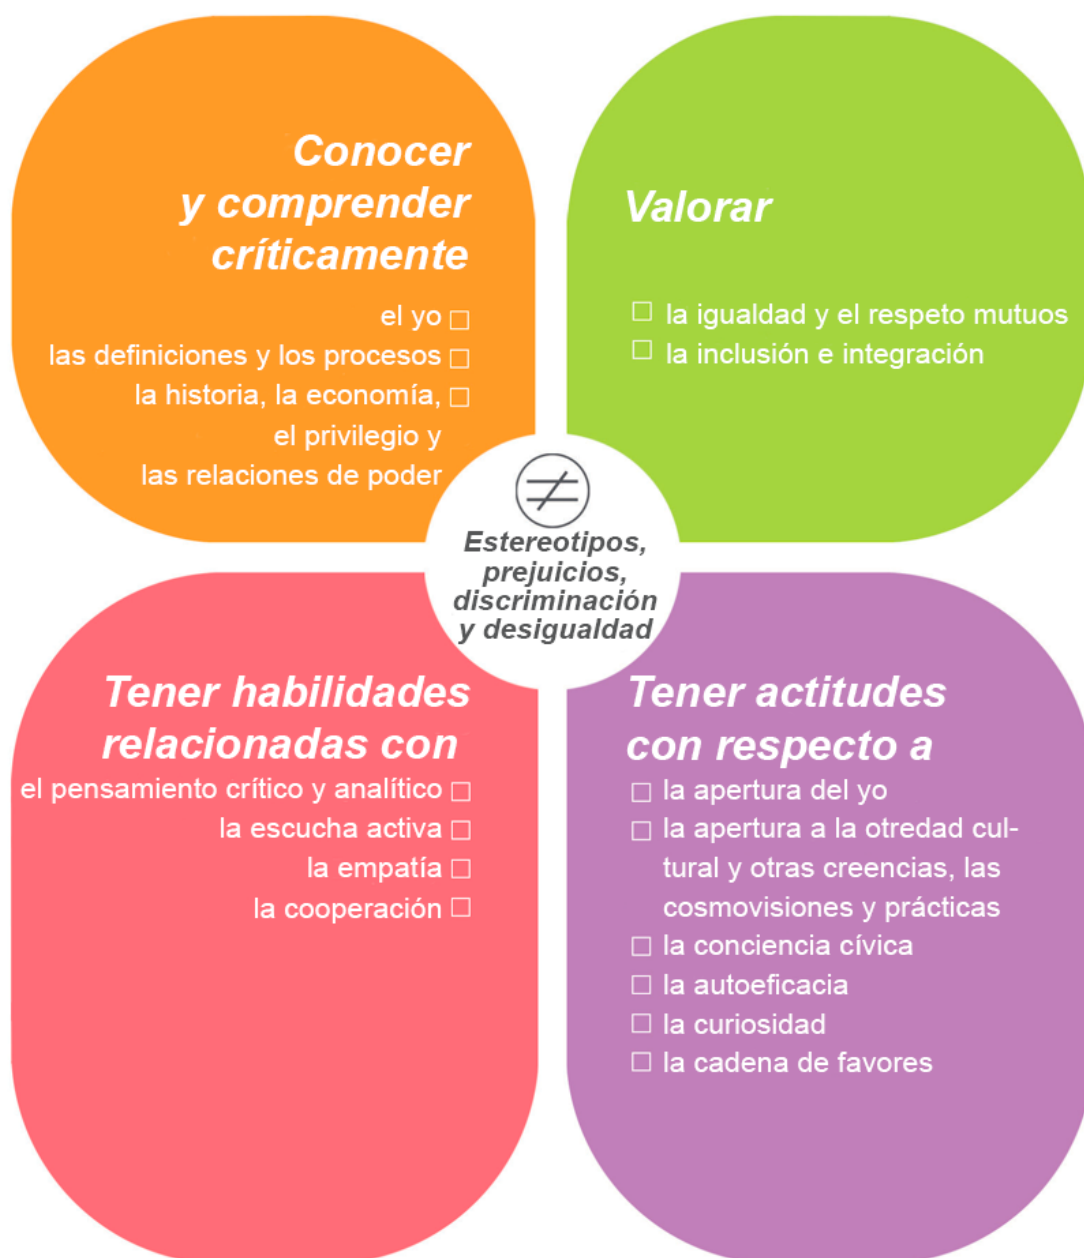 Conocer
y comprender
críticamente
el yo
las definiciones y los procesos
la historia, la economía,
el privilegio y
las relaciones de poder
Valorar
la igualdad y el respeto mutuos
la inclusión e integración
Estereotipos,
prejuicios,
discriminación
y desigualdad
Tener habilidades
relacionadas con
el pensamiento crítico y analítico
la escucha activa
la empatía
la cooperación
Tener actitudes
con respecto a
la apertura del yo
la apertura a la otredad cul-
tural y otras creencias, las
cosmovisiones y prácticas
la conciencia cívica
la autoeficacia
la curiosidad
la cadena de favores